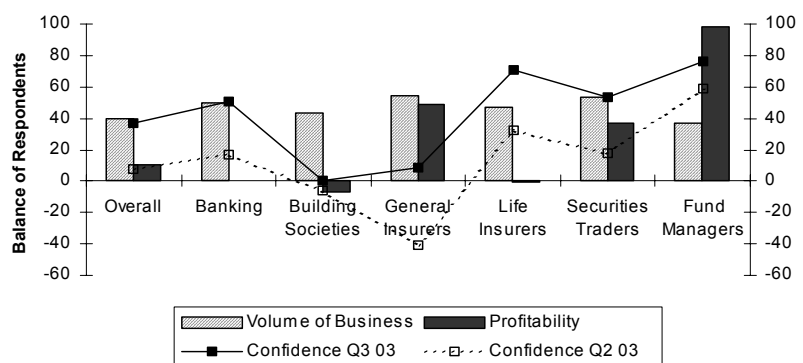 Balance of Respondents
100
80
60
40
20
0
-20
-40
-60
100
80
60
40
20
0
-20
-40
-60
Overall
Banking
Building
Societies
General
Insurers
Life
Insurers
Securities
Traders
Fund
Managers
Volume of Business
Profitability
Confidence Q3 03
Confidence Q2 03